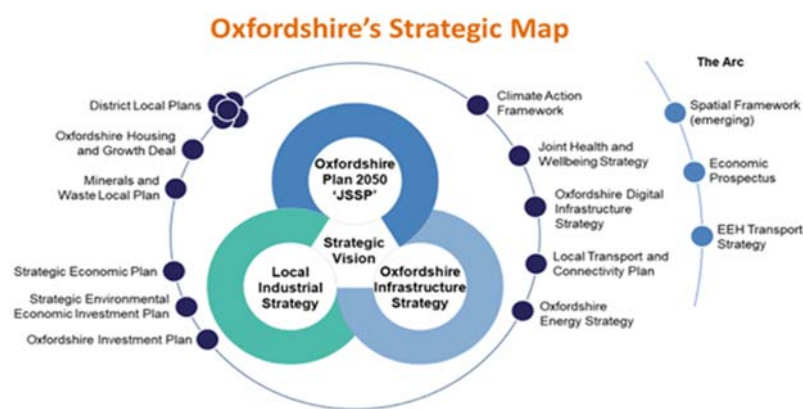 Oxfordshire's Strategic Map
District Local Plans
Oxfordshire Housing
and Growth Deal
Minerals and
Waste Local Plan
Strategic Economic Plan
Strategic Environmental
Economic Investment Plan
Oxfordshire Investment Plan
Oxfordshire
Plan 2050
'JSSP'
Strategic
Vision
Local
Industrial
Strategy
Oxfordshire
Infrastructure
Strategy
Climate Action
Framework
Joint Health and
Wellbeing Strategy
Oxfordshire Digital
Infrastructure
Strategy
Local Transport and
Connectivity Plan
Oxfordshire
Energy Strategy
The Arc
Spatial Framework
(emerging)
Economic
Prospectus
EEH Transport
Strategy